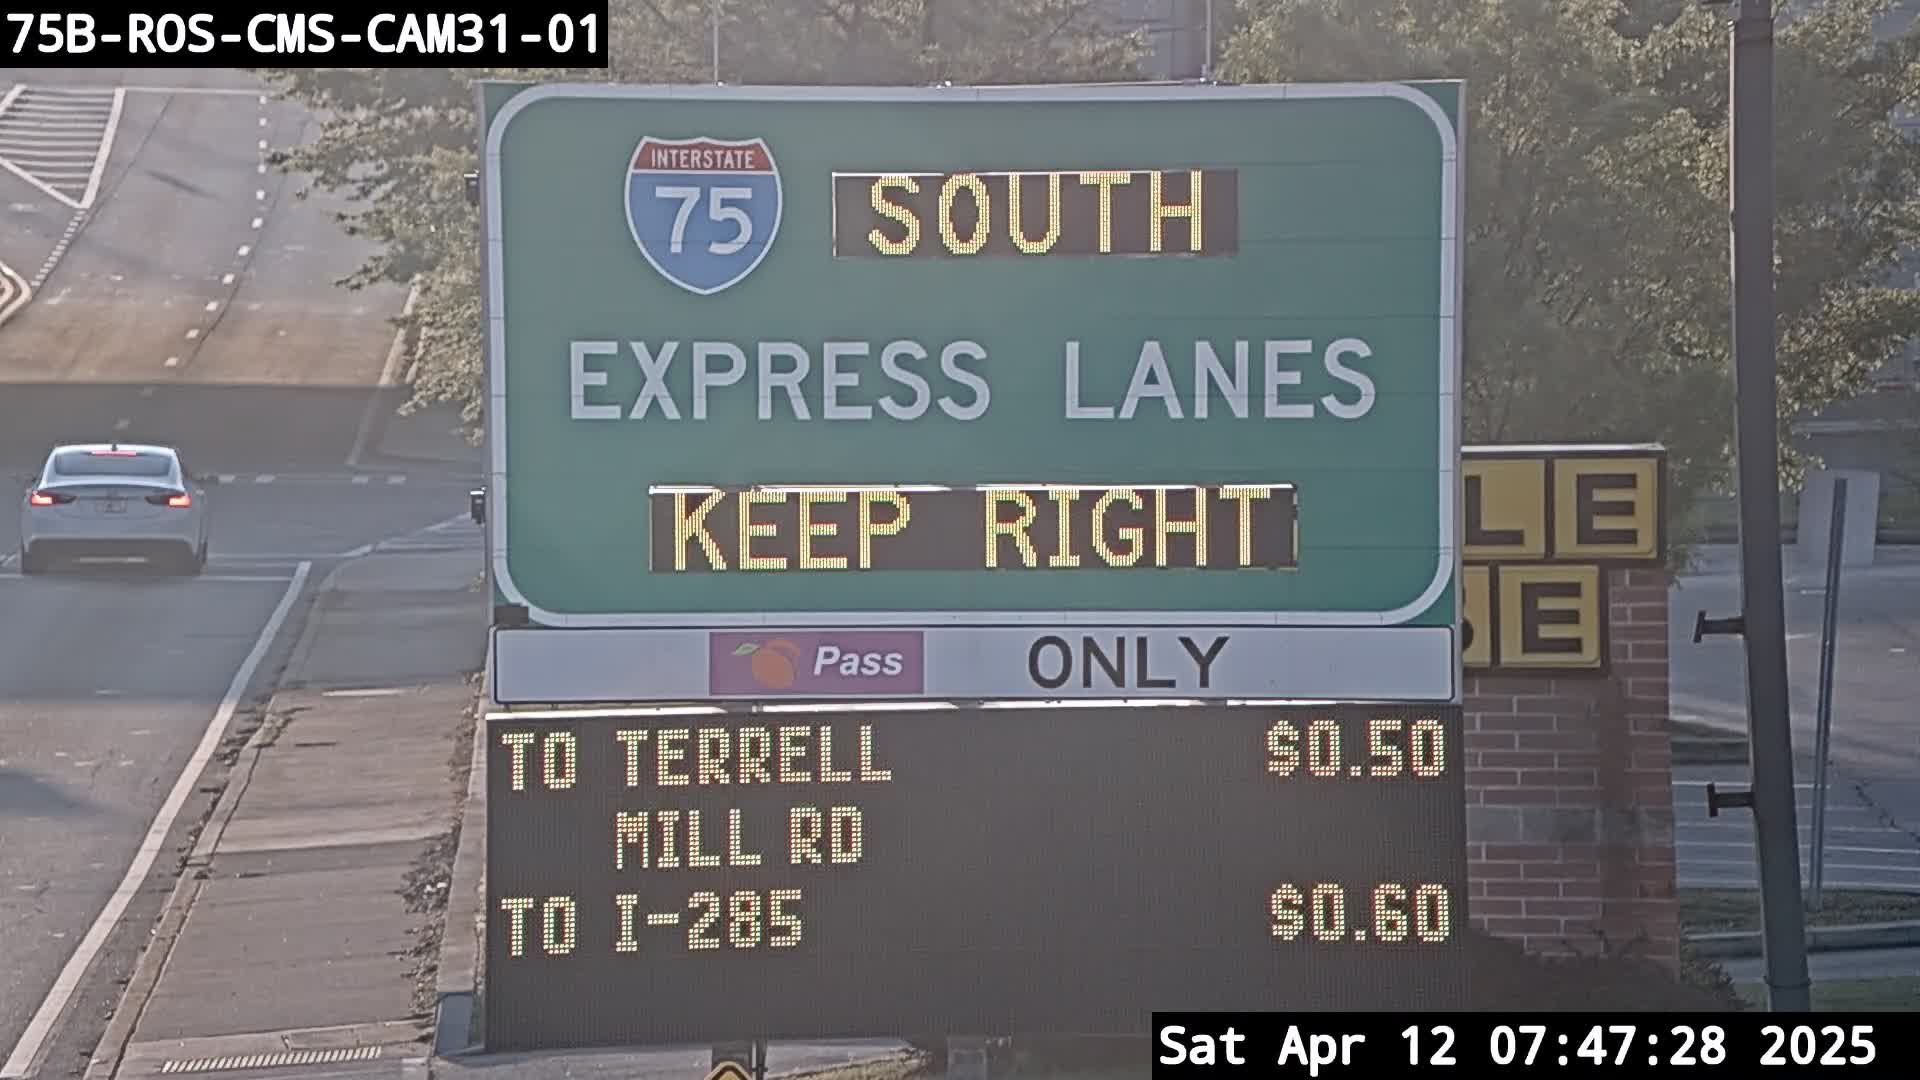 75B-ROS-CMS-CAM31-01
INTERSTATE
75
SOUTH
EXPRESS LANES
KEEP RIGHT
Pass ONLY
TO TERRELL $0.50
MILL RD
TO I-285 $0.60
LE
E
Sat Apr 12 07:47:28 2025